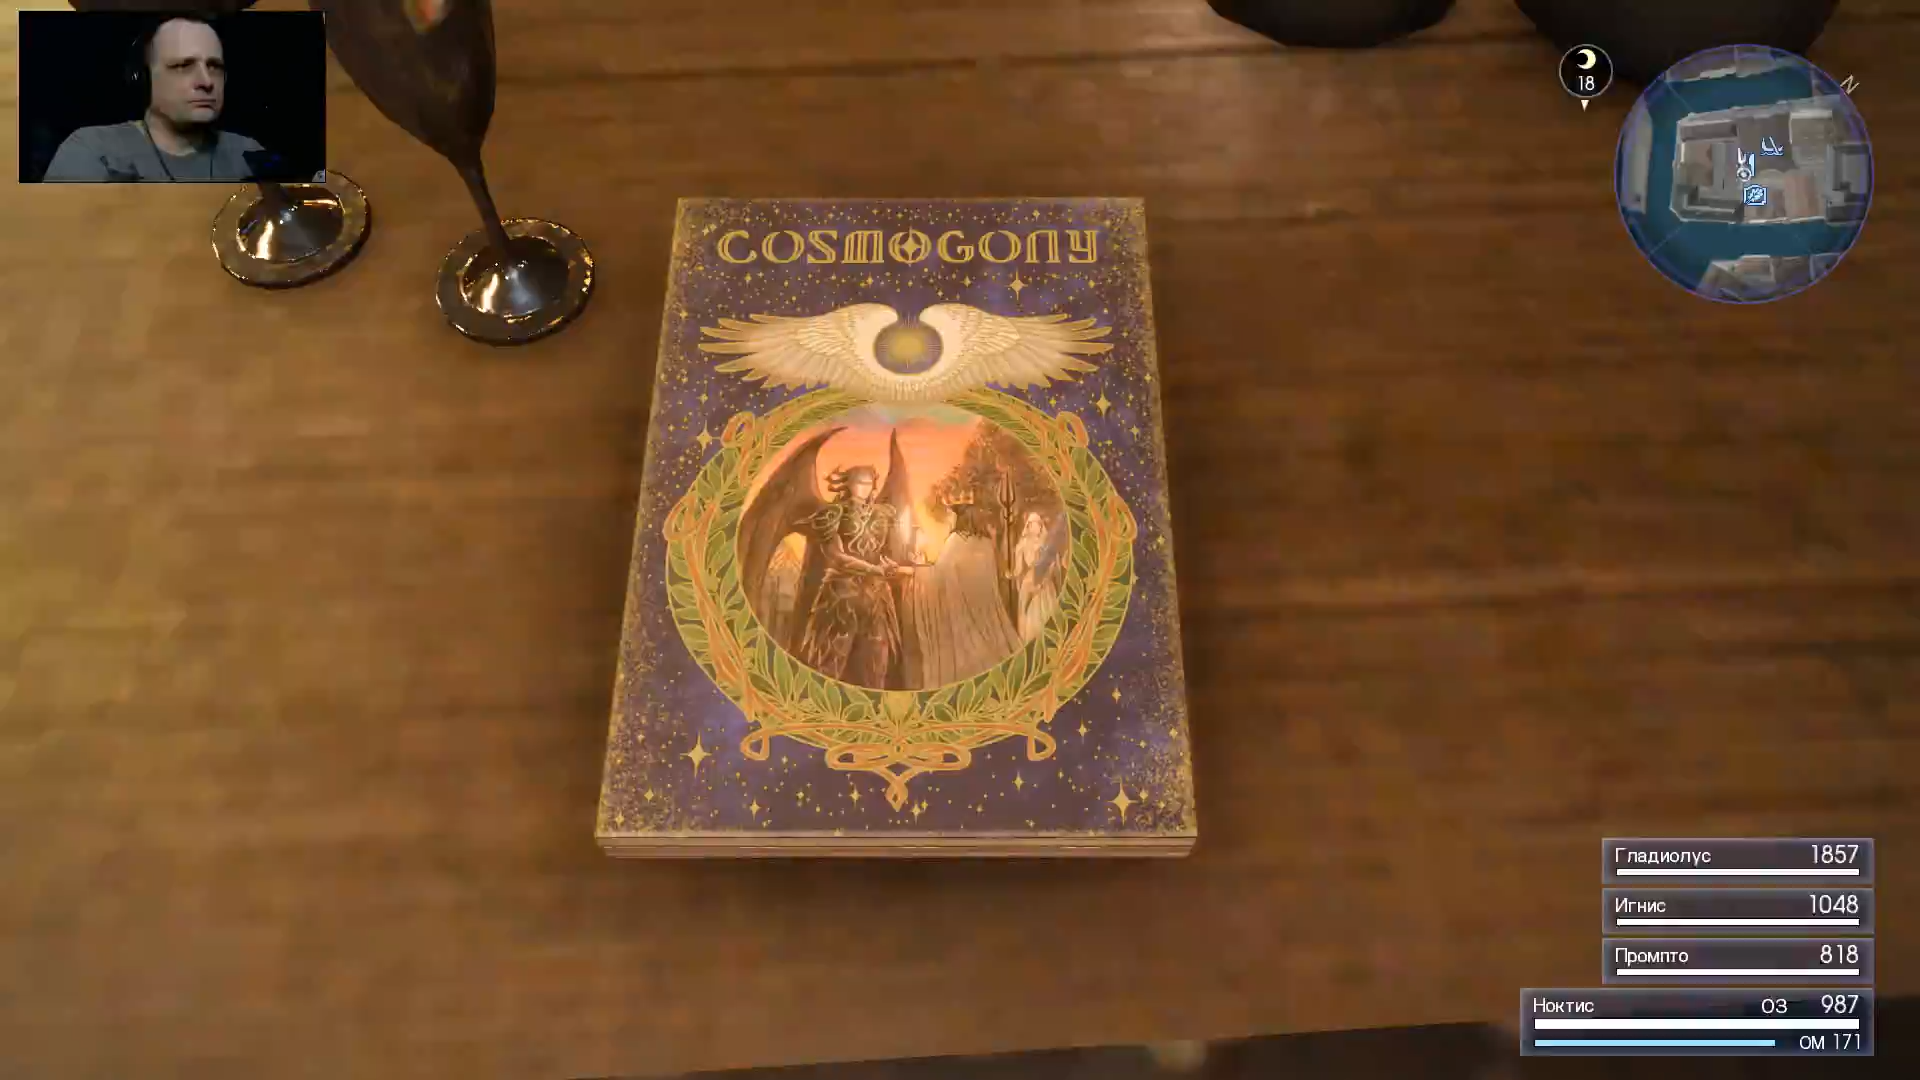 18
N
COSMOGONY
Гладиолус 1857
Игнис 1048
Промпто 818
Ноктис ОЗ 987
ОМ 171